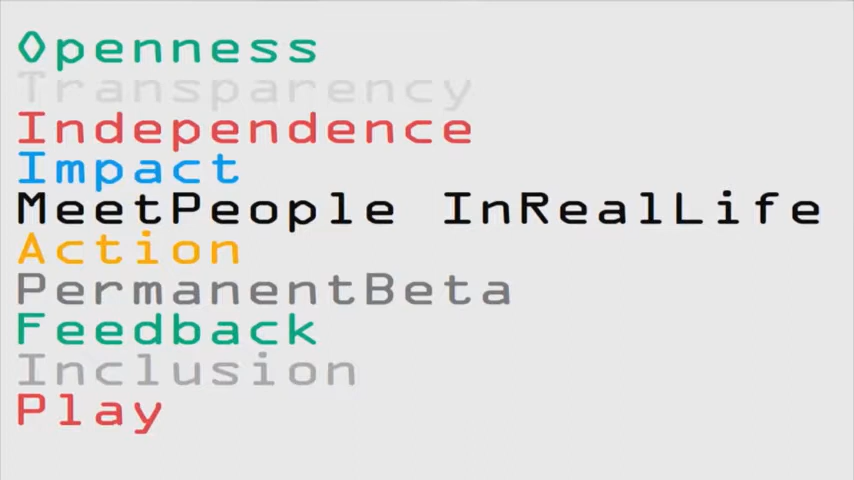 Openness
Transparency
Independence
Impact
MeetPeople InRealLife
Action
PermanentBeta
Feedback
Inclusion
Play